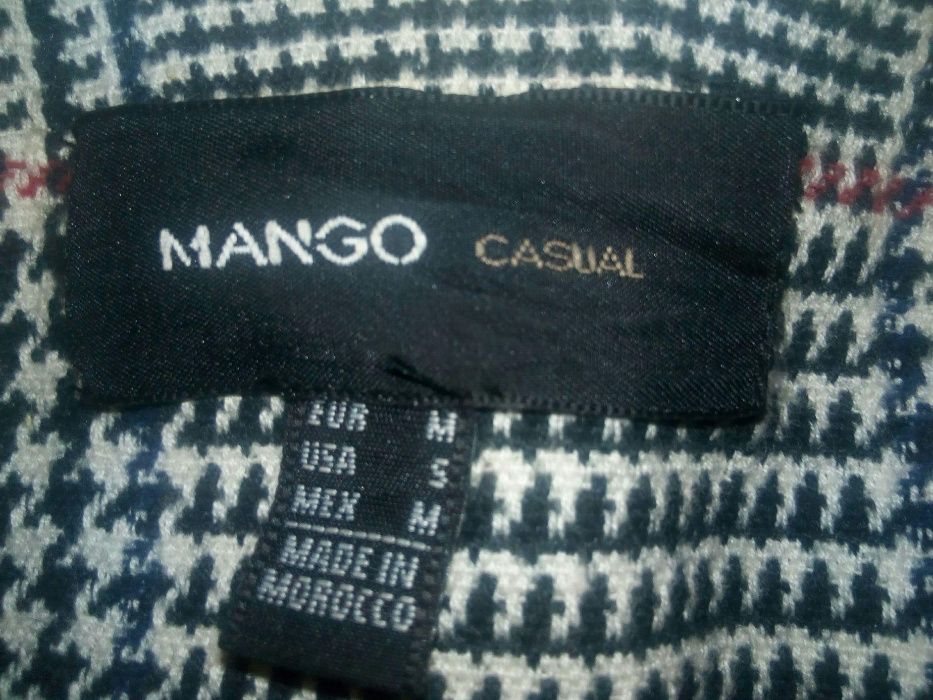 MANGO CASUAL
EUR M
USA S
MEX M
MADE IN
MOROCCO